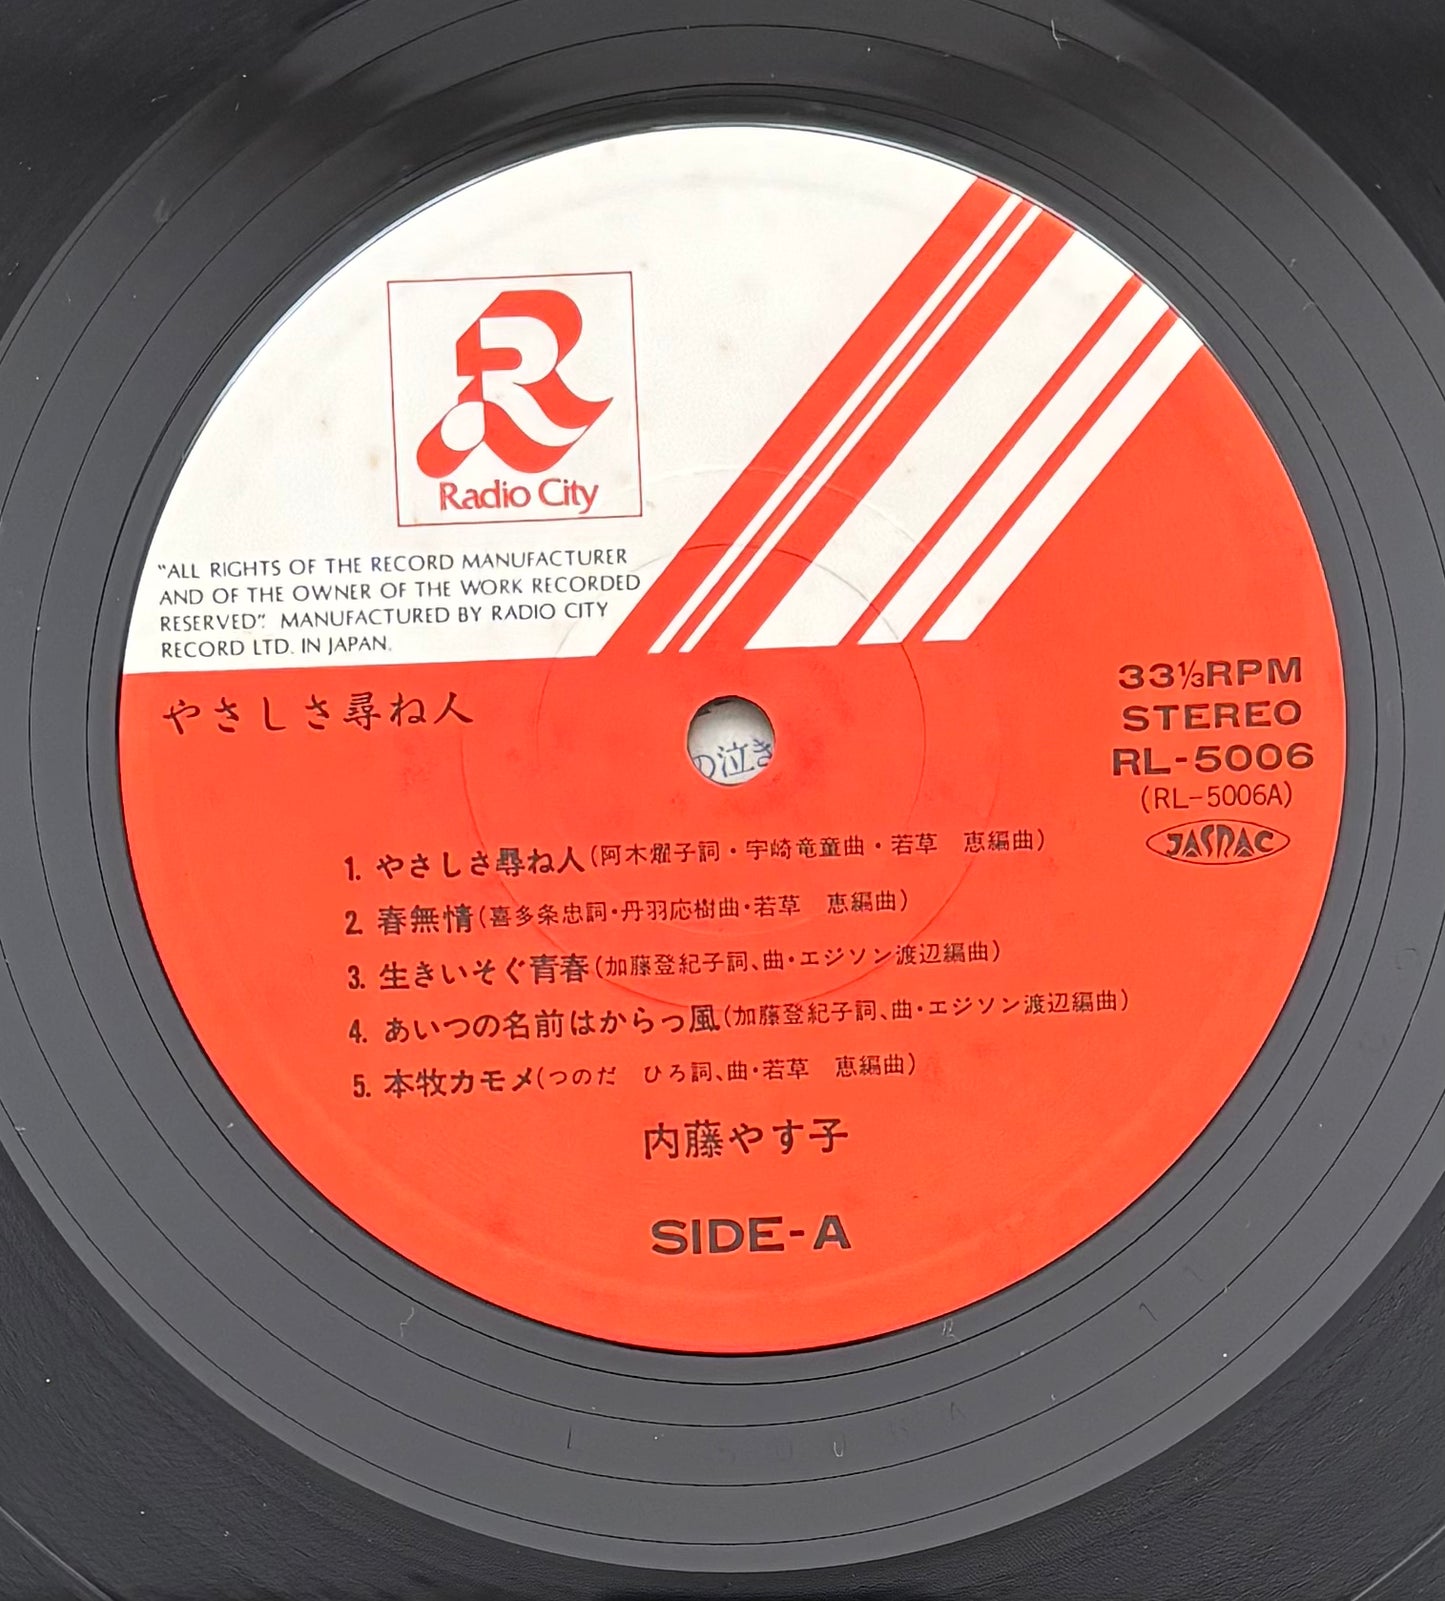 Radio City
"ALL RIGHTS OF THE RECORD MANUFACTURER
AND OF THE OWNER OF THE WORK RECORDED
RESERVED". MANUFACTURED BY RADIO CITY
RECORD LTD. IN JAPAN.
やさしさ尋ね人
33⅓RPM
STEREO
RL-5006
(RL-5006A)
JASRAC
の泣き
1. やさしさ尋ね人(阿木燿子詞・宇崎竜童曲・若草　恵編曲)
2. 春無情(喜多条忠詞・丹羽応樹曲・若草　恵編曲)
3. 生きいそぐ青春(加藤登紀子詞、曲・エジソン渡辺編曲)
4. あいつの名前はからっ風(加藤登紀子詞、曲・エジソン渡辺編曲)
5. 本牧カモメ(つのだ　ひろ詞、曲・若草　恵編曲)
内藤やす子
SIDE-A